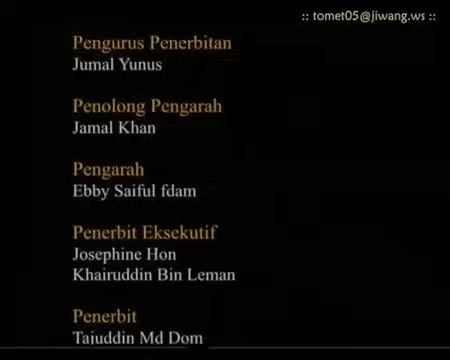 :: tomet05@jiwang.ws ::
Pengurus Penerbitan
Jumal Yunus
Penolong Pengarah
Jamal Khan
Pengarah
Ebby Saiful fdam
Penerbit Eksekutif
Josephine Hon
Khairuddin Bin Leman
Penerbit
Tajuddin Md Dom